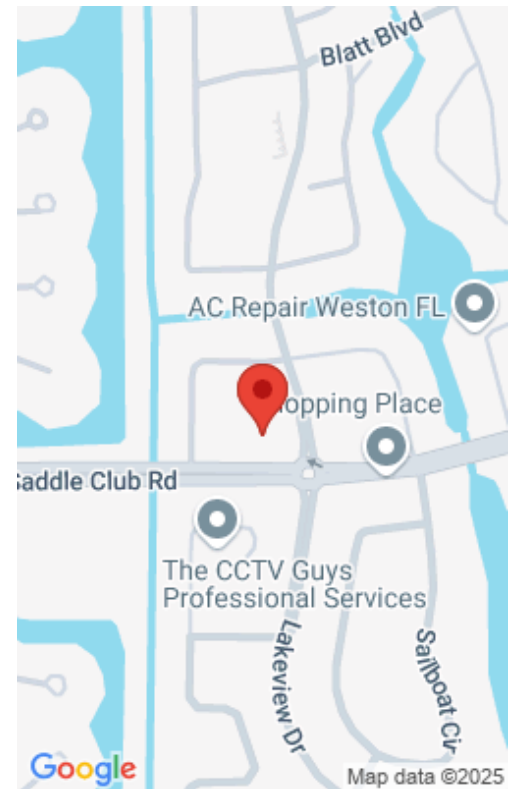 Blatt Blvd
AC Repair Weston FL
opping Place
Saddle Club Rd
The CCTV Guys
Professional Services
Lakeview Dr
Sailboat Cir
Google
Map data ©2025